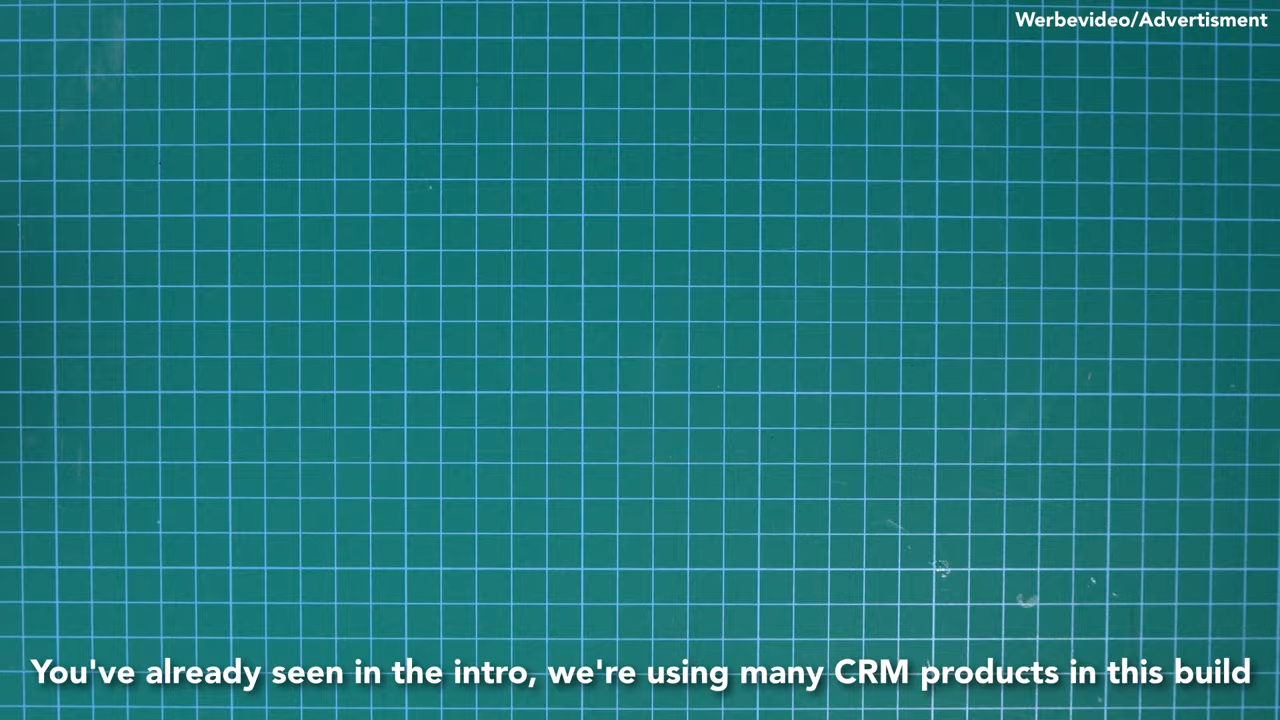 Werbevideo/Advertisment
You've already seen in the intro, we're using many CRM products in this build